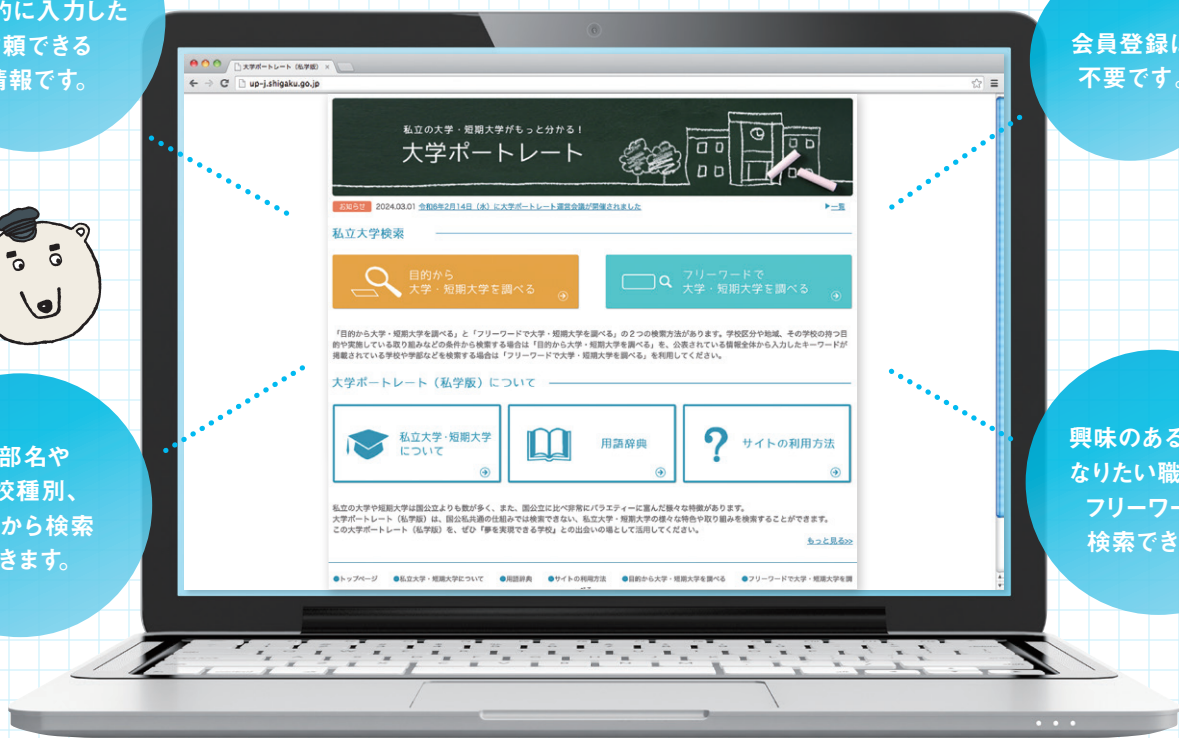 的に入力した
頼できる
情報です。
会員登録は
不要です。
大学ポートレート（私学版）
up-j.shigaku.go.jp
私立の大学・短期大学がもっと分かる！
大学ポートレート
お知らせ 2024.03.01 令和6年2月14日（水）に大学ポートレート運営会議が開催されました ▶一覧
私立大学検索
目的から
大学・短期大学を調べる
フリーワードで
大学・短期大学を調べる
「目的から大学・短期大学を調べる」と「フリーワードで大学・短期大学を調べる」の2つの検索方法があります。学校区分や地域、その学校の持つ目
的や実施している取り組みなどの条件から検索する場合は「目的から大学・短期大学を調べる」を、公表されている情報全体から入力したキーワードが
掲載されている学校や学部などを検索する場合は「フリーワードで大学・短期大学を調べる」を利用してください。
大学ポートレート（私学版）について
私立大学・短期大学
について
用語辞典
サイトの利用方法
私立の大学や短期大学は国公立よりも数が多く、また、国公立に比べ非常にバラエティーに富んだ様々な特徴があります。
大学ポートレート（私学版）は、国公私共通の仕組みでは検索できない、私立大学・短期大学の様々な特色や取り組みを検索することができます。
この大学ポートレート（私学版）を、ぜひ『夢を実現できる学校』との出会いの場として活用してください。
もっと見る>>
●トップページ ●私立大学・短期大学について ●用語辞典 ●サイトの利用方法 ●目的から大学・短期大学を調べる ●フリーワードで大学・短期大学を調
部名や
校種別、
から検索
きます。
興味のある
なりたい職
フリーワー
検索でき